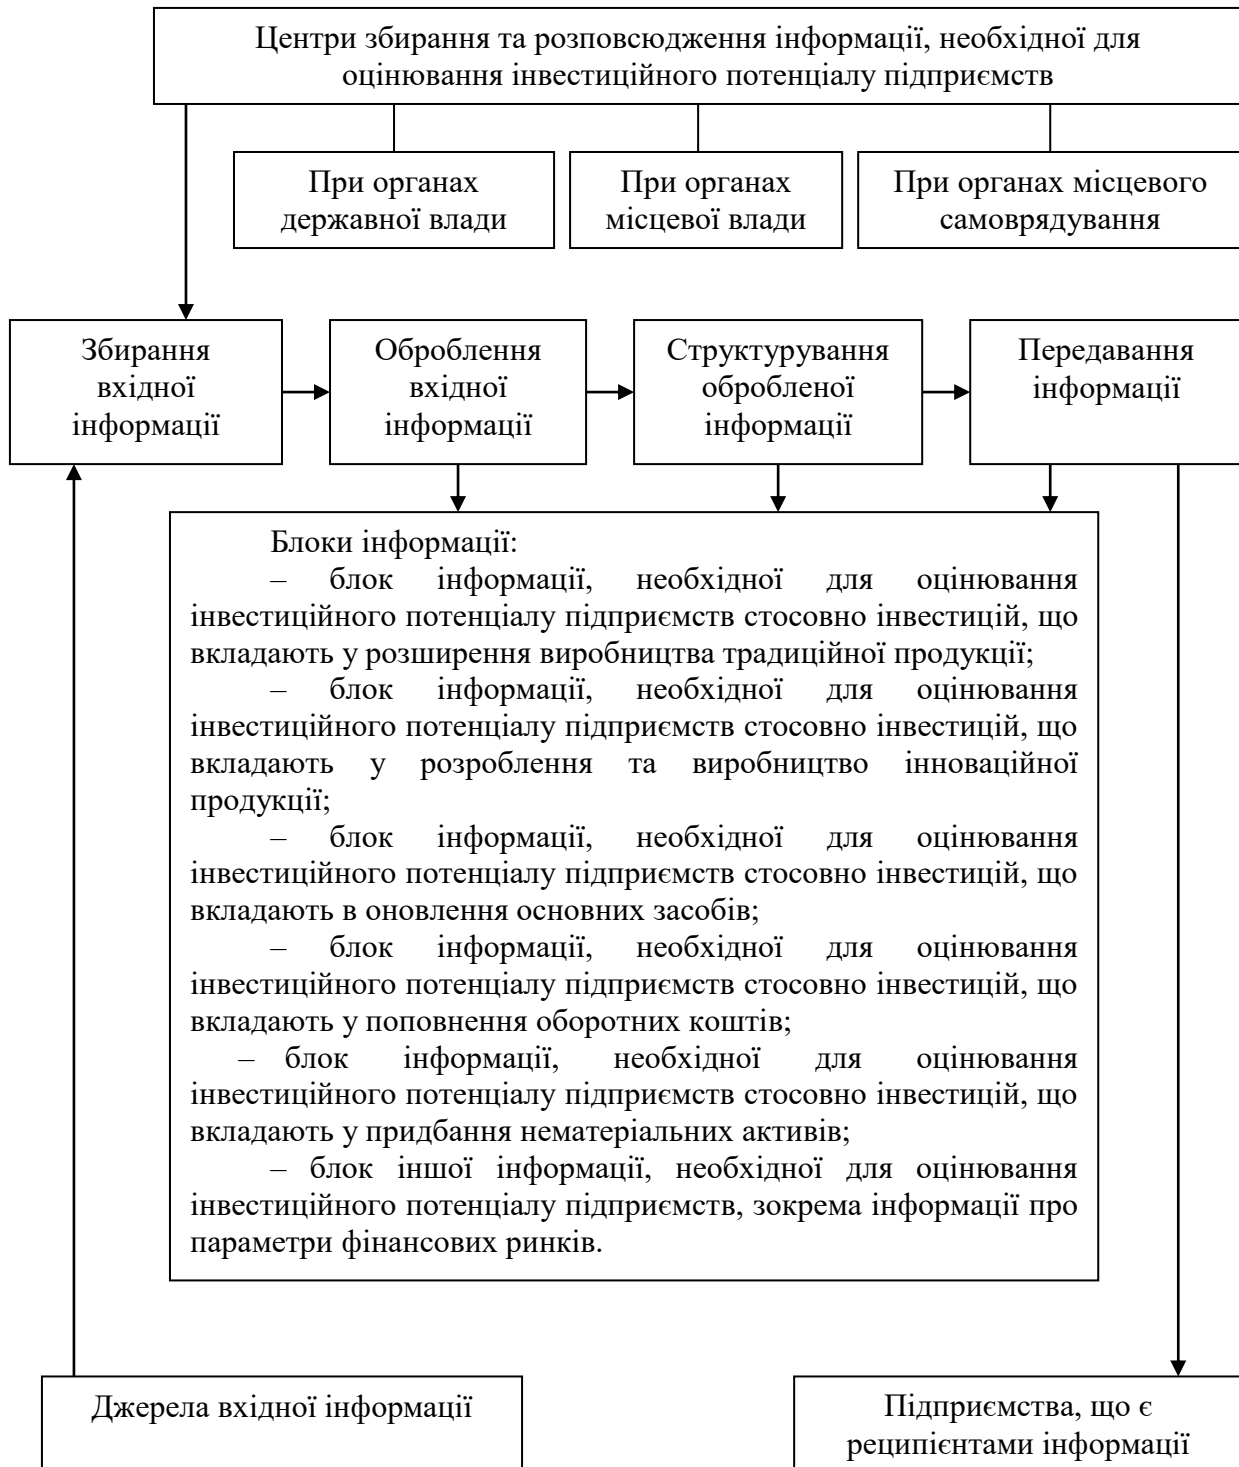 Центри збирання та розповсюдження інформації, необхідної для
оцінювання інвестиційного потенціалу підприємств
При органах
державної влади
При органах
місцевої влади
При органах місцевого
самоврядування
Збирання
вхідної
інформації
Оброблення
вхідної
інформації
Структурування
обробленої
інформації
Передавання
інформації
Блоки інформації:
– блок інформації, необхідної для оцінювання
інвестиційного потенціалу підприємств стосовно інвестицій, що
вкладають у розширення виробництва традиційної продукції;
– блок інформації, необхідної для оцінювання
інвестиційного потенціалу підприємств стосовно інвестицій, що
вкладають у розроблення та виробництво інноваційної
продукції;
– блок інформації, необхідної для оцінювання
інвестиційного потенціалу підприємств стосовно інвестицій, що
вкладають в оновлення основних засобів;
– блок інформації, необхідної для оцінювання
інвестиційного потенціалу підприємств стосовно інвестицій, що
вкладають у поповнення оборотних коштів;
– блок інформації, необхідної для оцінювання
інвестиційного потенціалу підприємств стосовно інвестицій, що
вкладають у придбання нематеріальних активів;
– блок іншої інформації, необхідної для оцінювання
інвестиційного потенціалу підприємств, зокрема інформації про
параметри фінансових ринків.
Джерела вхідної інформації
Підприємства, що є
реципієнтами інформації